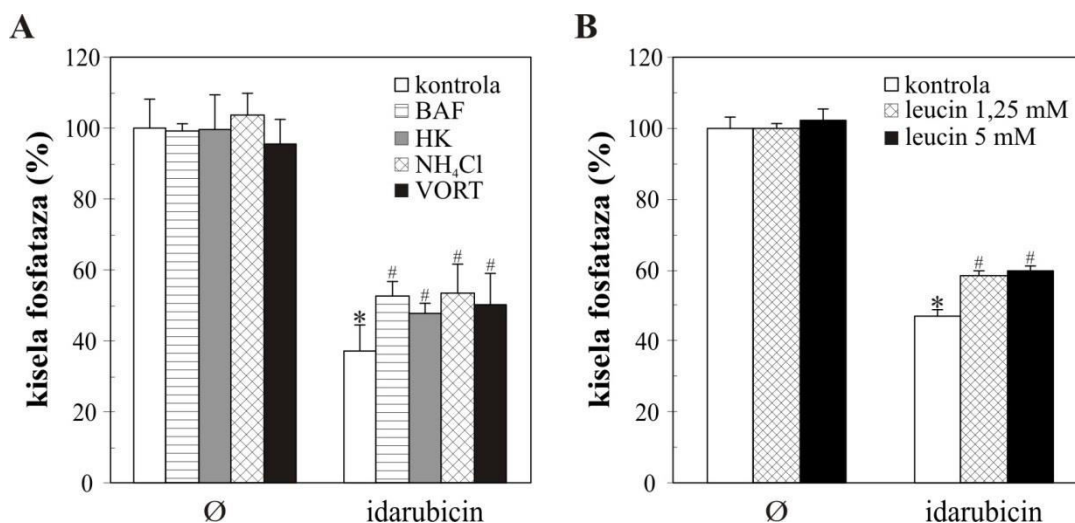 A
kisela fosfataza (%)
120
100
80
60
40
20
0
kontrola
BAF
HK
NH₄Cl
VORT
*
#
#
#
#
Ø
idarubicin
B
kisela fosfataza (%)
120
100
80
60
40
20
0
kontrola
leucin 1,25 mM
leucin 5 mM
*
#
#
Ø
idarubicin